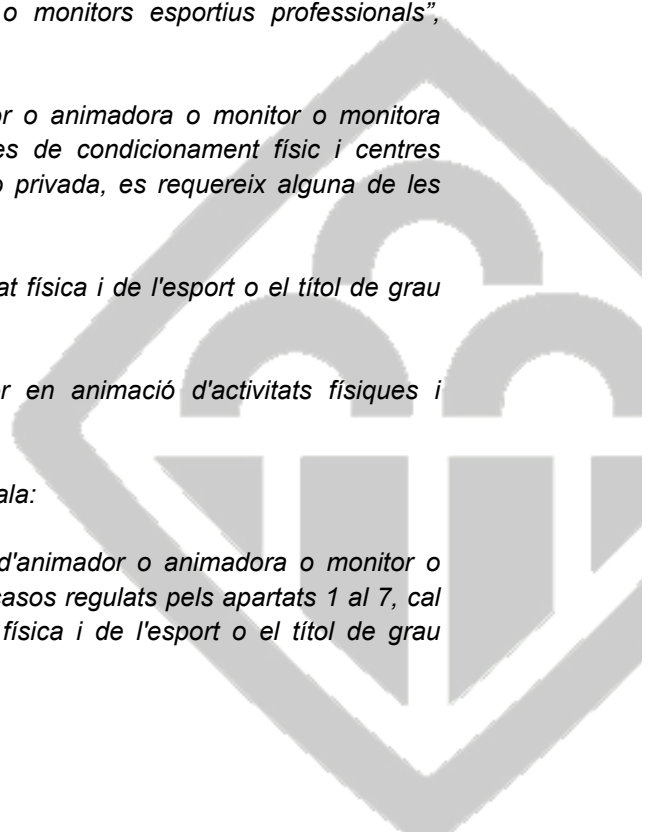 o monitors esportius professionals”,
or o animadora o monitor o monitora
es de condicionament físic i centres
o privada, es requereix alguna de les
at física i de l'esport o el títol de grau
r en animació d'activitats físiques i
ala:
d'animador o animadora o monitor o
casos regulats pels apartats 1 al 7, cal
física i de l'esport o el títol de grau